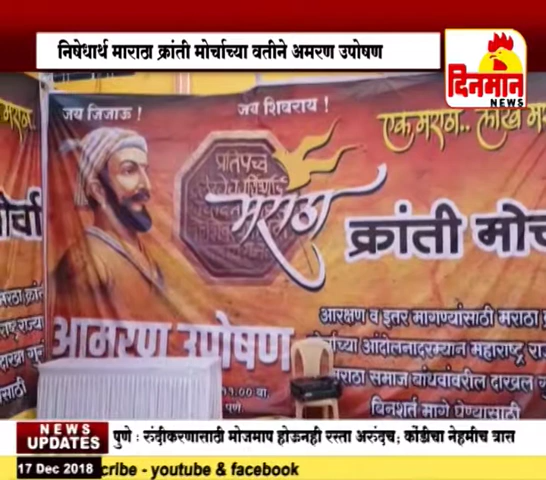 निषेधार्थ माराठा क्रांती मोर्चाच्या वतीने अमरण उपोषण
दिनमान
NEWS
जय जिजाऊ !
जय शिवराय !
एक मराठा.. लाख
मराठा
क्रांती मोर्चा
आमरण उपोषण
आरक्षण व इतर मागण्यांसाठी मराठा
मोर्चाच्या आंदोलनादरम्यान महाराष्ट्र
मराठा समाज बांधवांवरील दाखल
बिनशर्त मागे घेण्यासाठी
११:०० वा
पुणे.
NEWS
UPDATES
पुणे : रुंदीकरणासाठी मोजमाप होऊनही रस्ता अरुंदच; कोंडीचा नेहमीच त्रास
17 Dec 2018
cribe - youtube & facebook